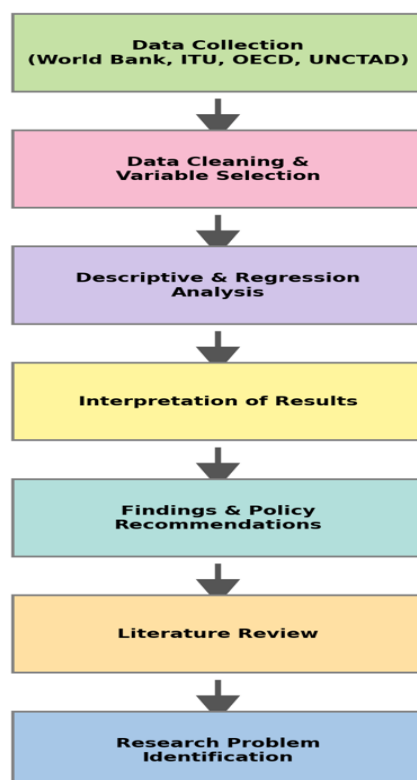 Data Collection
(World Bank, ITU, OECD, UNCTAD)
Data Cleaning &
Variable Selection
Descriptive & Regression
Analysis
Interpretation of Results
Findings & Policy
Recommendations
Literature Review
Research Problem
Identification